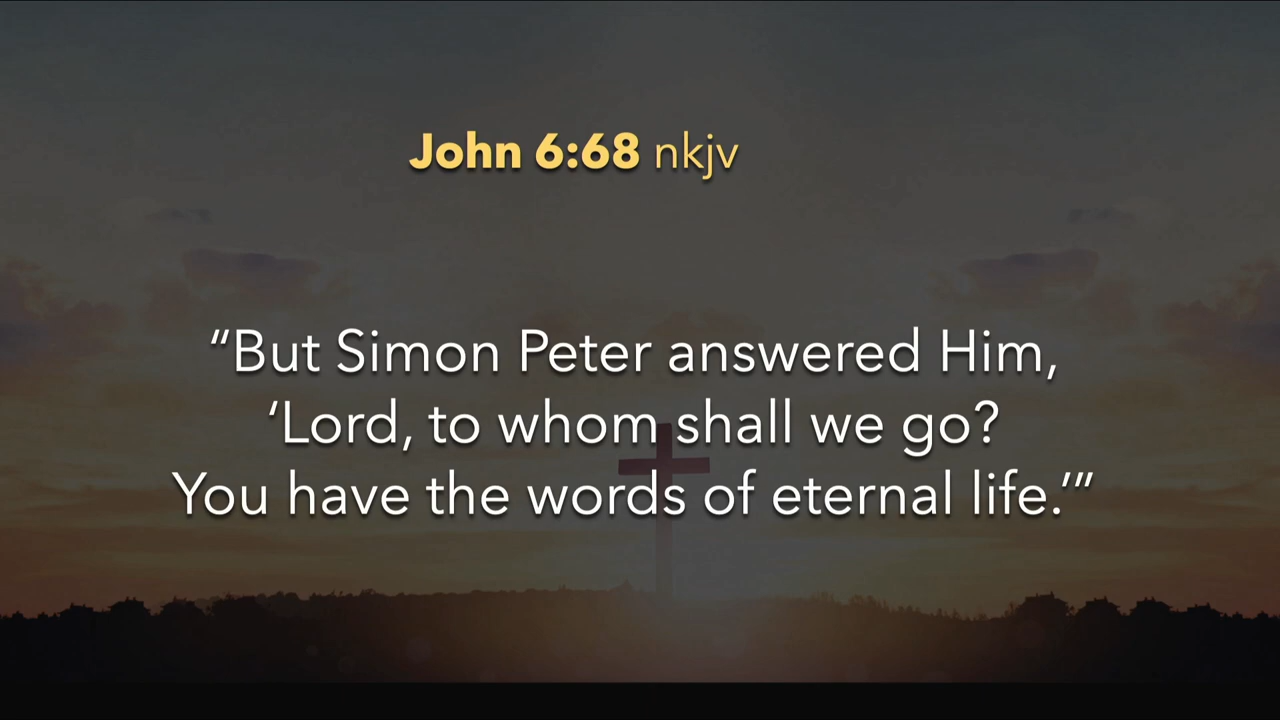 John 6:68 nkjv
“But Simon Peter answered Him,
‘Lord, to whom shall we go?
You have the words of eternal life.’”